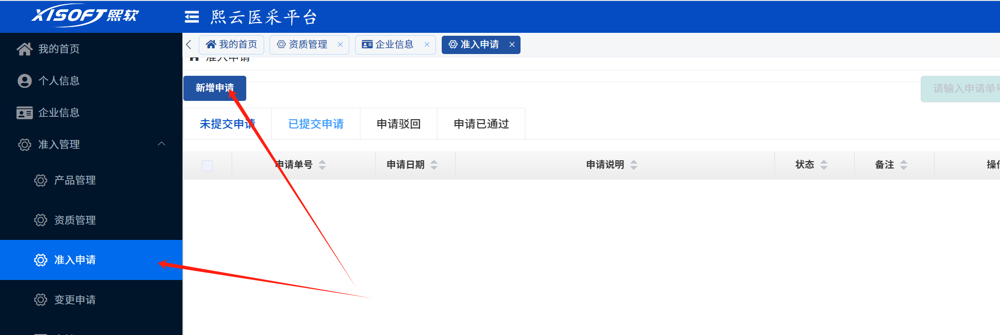 XISOFT熙软
熙云医采平台
我的首页
个人信息
企业信息
准入管理
产品管理
资质管理
准入申请
变更申请
我的首页 资质管理 企业信息 准入申请
准入申请
新增申请
请输入申请单号
未提交申请 已提交申请 申请驳回 申请已通过
申请单号 申请日期 申请说明 状态 备注 操作